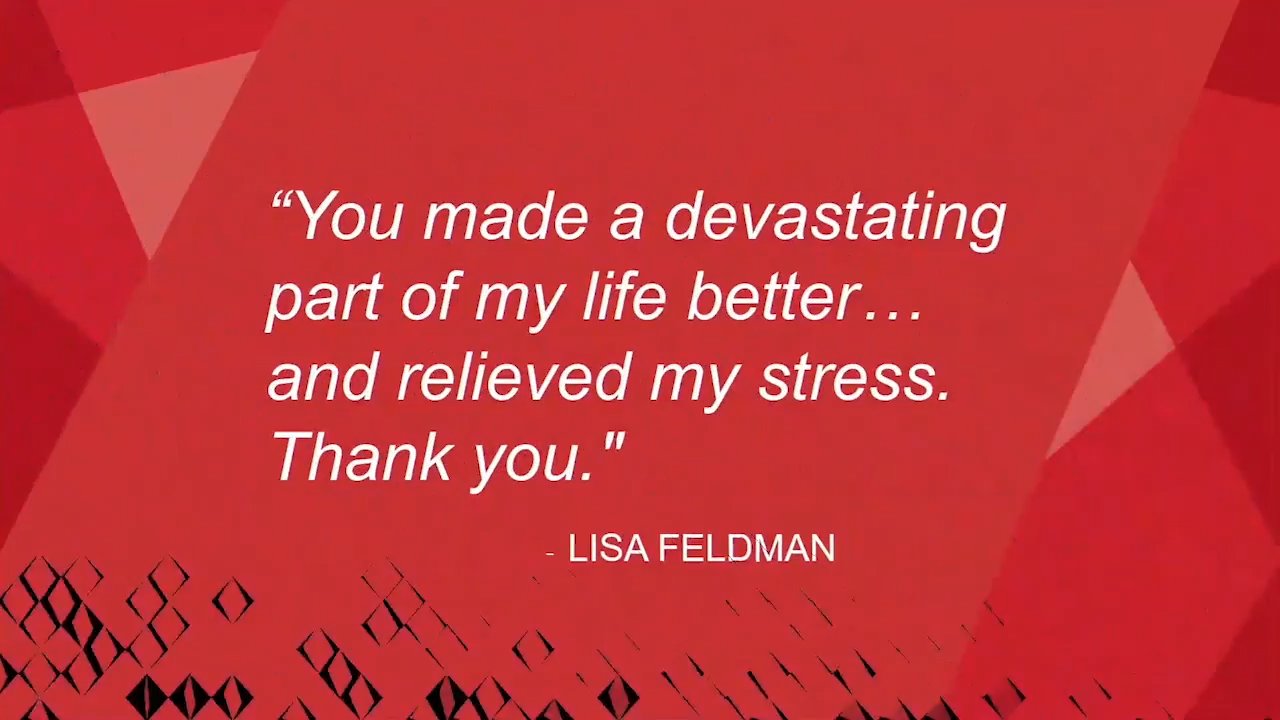 “You made a devastating
part of my life better…
and relieved my stress.
Thank you."
- LISA FELDMAN